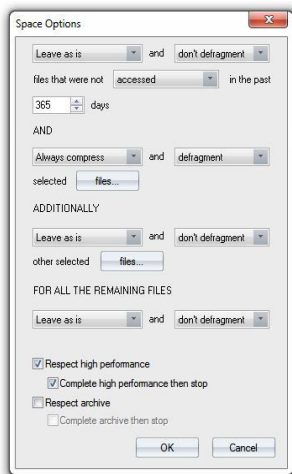 Space Options
Leave as is and don't defragment
files that were not accessed in the past
365 days
AND
Always compress and defragment
selected files...
ADDITIONALLY
Leave as is and don't defragment
other selected files...
FOR ALL THE REMAINING FILES
Leave as is and don't defragment
Respect high performance
Complete high performance then stop
Respect archive
Complete archive then stop
OK Cancel